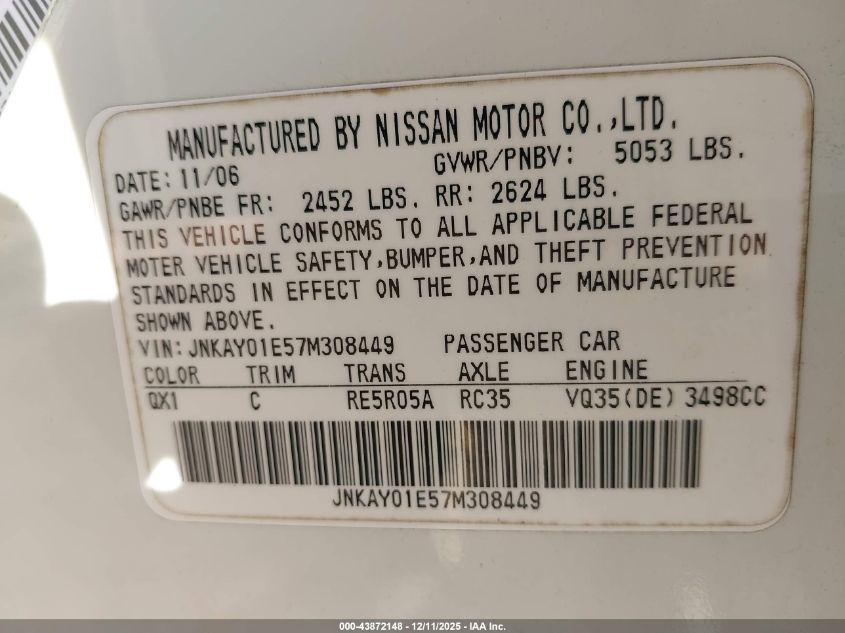 MANUFACTURED BY NISSAN MOTOR CO.,LTD.
DATE: 11/06 GVWR/PNBV: 5053 LBS.
GAWR/PNBE FR: 2452 LBS. RR: 2624 LBS.
THIS VEHICLE CONFORMS TO ALL APPLICABLE FEDERAL
MOTER VEHICLE SAFETY,BUMPER,AND THEFT PREVENTION
STANDARDS IN EFFECT ON THE DATE OF MANUFACTURE
SHOWN ABOVE.
VIN: JNKAY01E57M308449 PASSENGER CAR
COLOR TRIM TRANS AXLE ENGINE
QX1 C RE5R05A RC35 VQ35(DE) 3498CC
JNKAY01E57M308449
000-43872148 - 12/11/2025 - IAA Inc.